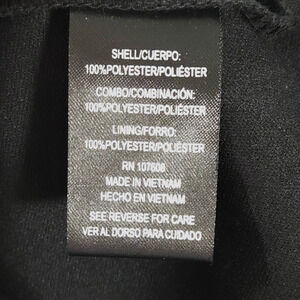 SHELL/CUERPO:
100%POLYESTER/POLIÉSTER
COMBO/COMBINACIÓN:
100%POLYESTER/POLIÉSTER
LINING/FORRO:
100%POLYESTER/POLIÉSTER
RN 107608
MADE IN VIETNAM
HECHO EN VIETNAM
SEE REVERSE FOR CARE
VER AL DORSO PARA CUIDADO